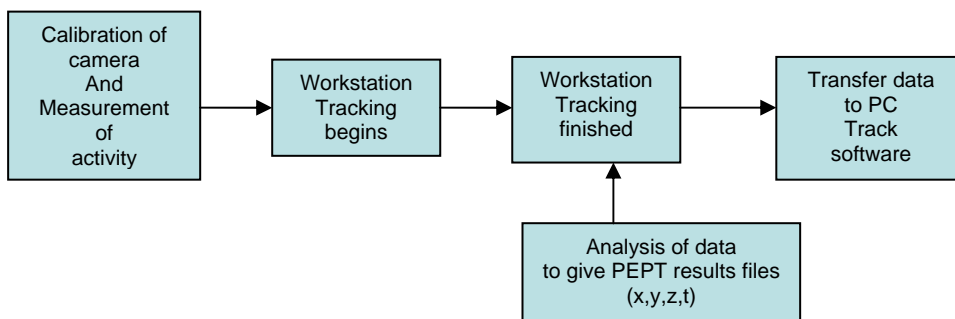 Calibration of
camera
And
Measurement
of
activity
Workstation
Tracking
begins
Workstation
Tracking
finished
Transfer data
to PC
Track
software
Analysis of data
to give PEPT results files
(x,y,z,t)